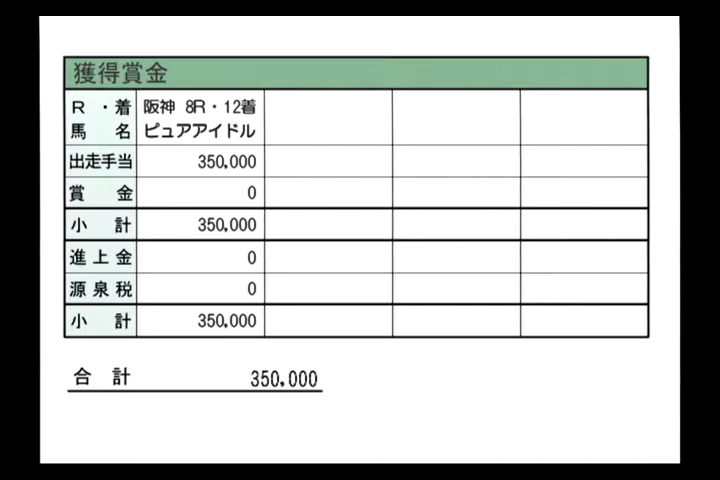 獲得賞金
R・着 阪神 8R・12着
馬名 ピュアアイドル
出走手当 350,000
賞金 0
小計 350,000
進上金 0
源泉税 0
小計 350,000
合計 350,000